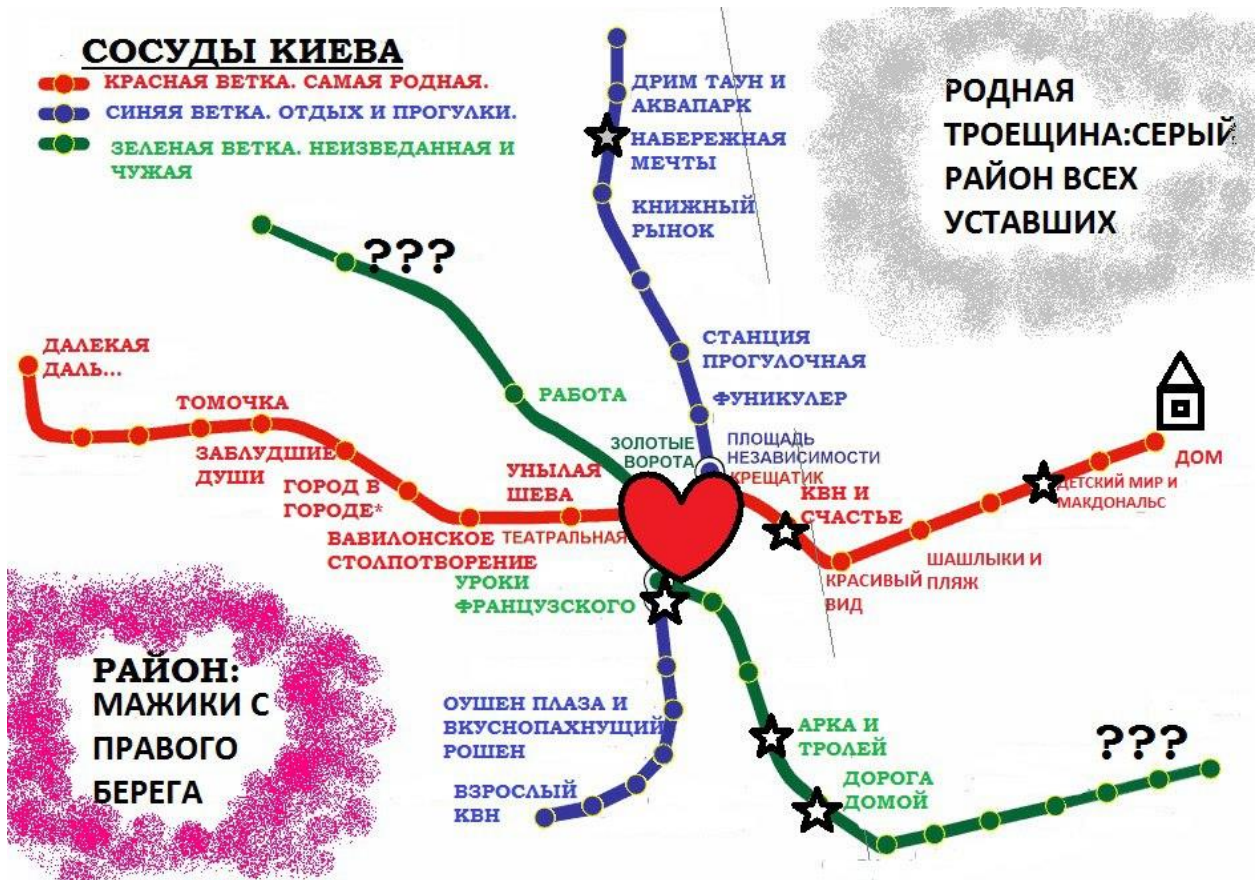 СОСУДЫ КИЕВА
КРАСНАЯ ВЕТКА. САМАЯ РОДНАЯ.
СИНЯЯ ВЕТКА. ОТДЫХ И ПРОГУЛКИ.
ЗЕЛЕНАЯ ВЕТКА. НЕИЗВЕДАННАЯ И
ЧУЖАЯ
ДРИМ ТАУН И
АКВАПАРК
НАБЕРЕЖНАЯ
МЕЧТЫ
КНИЖНЫЙ
РЫНОК
РОДНАЯ
ТРОЕЩИНА:СЕРЫЙ
РАЙОН ВСЕХ
УСТАВШИХ
???
СТАНЦИЯ
ПРОГУЛОЧНАЯ
ФУНИКУЛЕР
ДАЛЕКАЯ
ДАЛЬ...
ТОМОЧКА
РАБОТА
ЗАБЛУДШИЕ
ДУШИ
ГОРОД В
ГОРОДЕ*
ВАВИЛОНСКОЕ
СТОЛПОТВОРЕНИЕ
УНЫЛАЯ
ШЕВА
ТЕАТРАЛЬНАЯ
ЗОЛОТЫЕ
ВОРОТА
ПЛОЩАДЬ
НЕЗАВИСИМОСТИ
КРЕЩАТИК
КВН И
СЧАСТЬЕ
КРАСИВЫЙ
ВИД
ШАШЛЫКИ И
ПЛЯЖ
ДЕТСКИЙ МИР И
МАКДОНАЛЬС
ДОМ
УРОКИ
ФРАНЦУЗСКОГО
РАЙОН:
МАЖИКИ С
ПРАВОГО
БЕРЕГА
ОУШЕН ПЛАЗА И
ВКУСНОПАХНУЩИЙ
РОШЕН
ВЗРОСЛЫЙ
КВН
АРКА И
ТРОЛЕЙ
ДОРОГА
ДОМОЙ
???